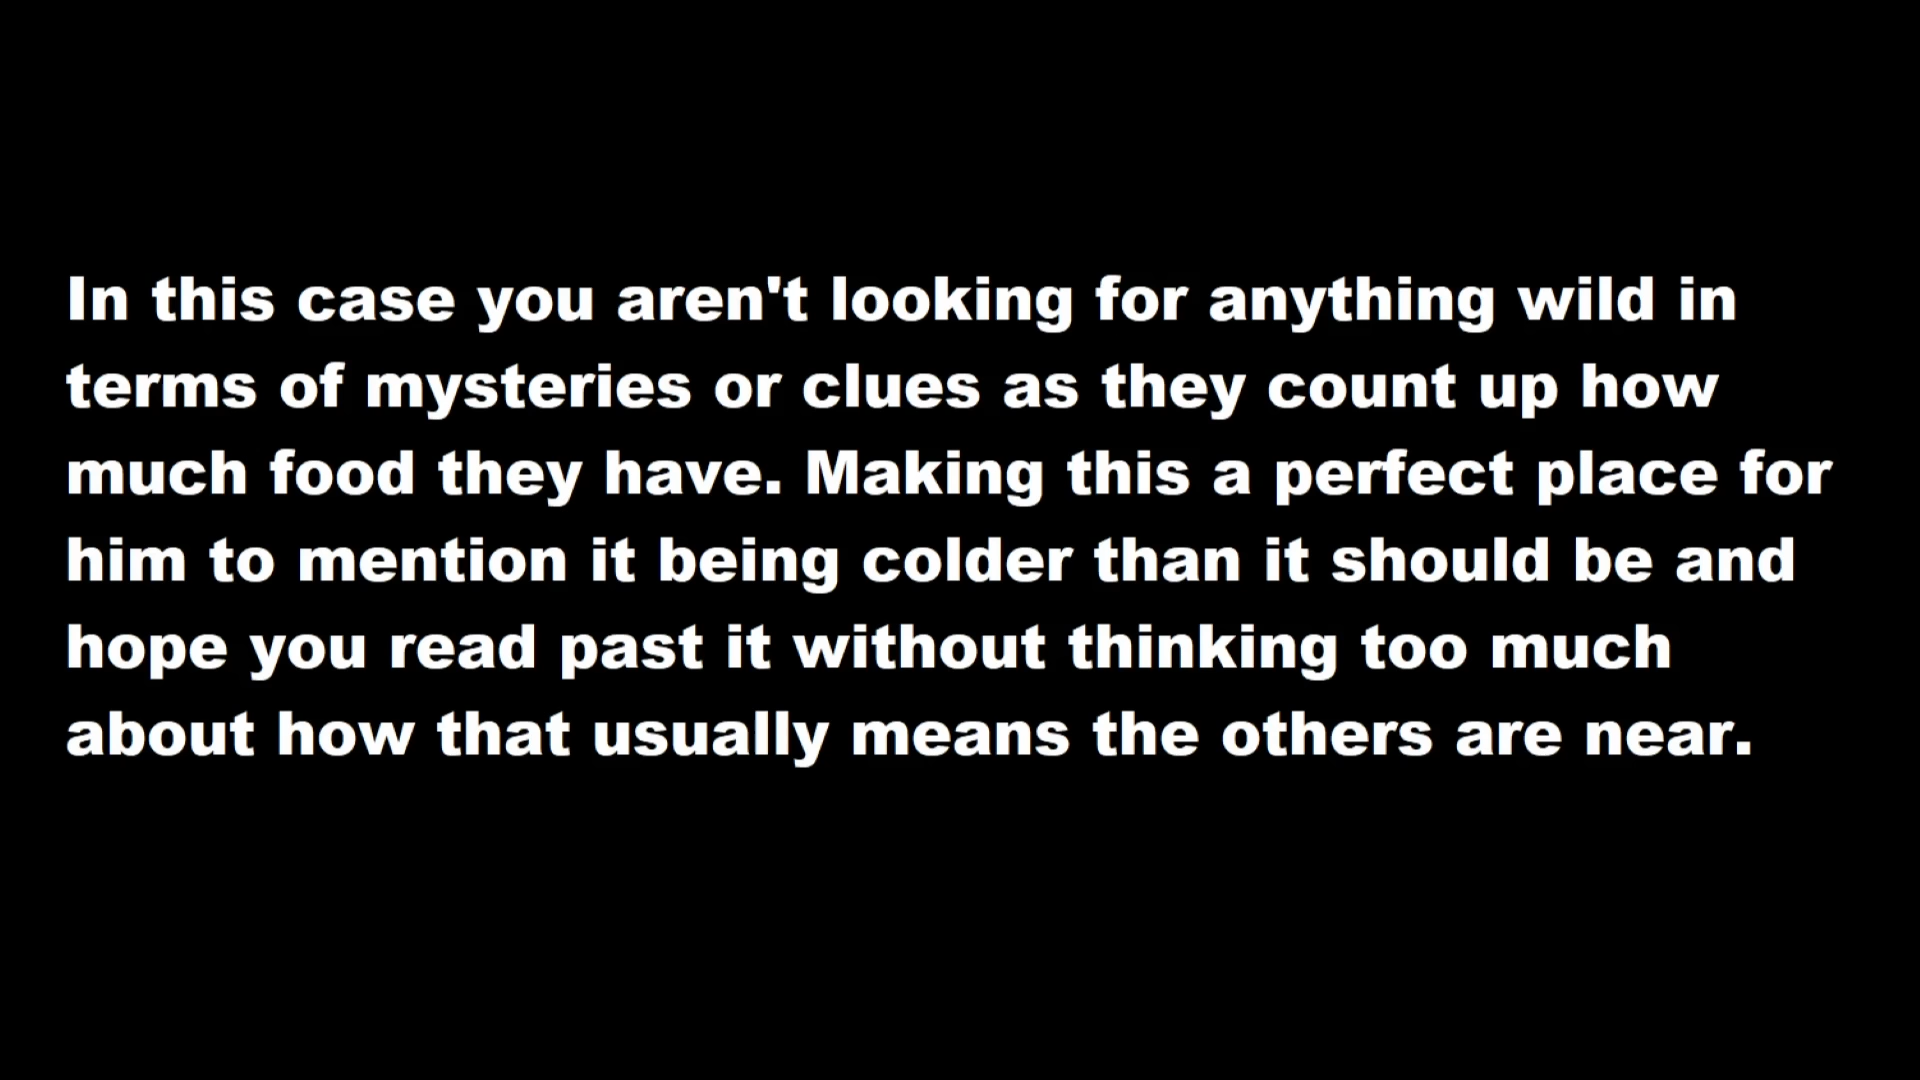 In this case you aren't looking for anything wild in
terms of mysteries or clues as they count up how
much food they have. Making this a perfect place for
him to mention it being colder than it should be and
hope you read past it without thinking too much
about how that usually means the others are near.